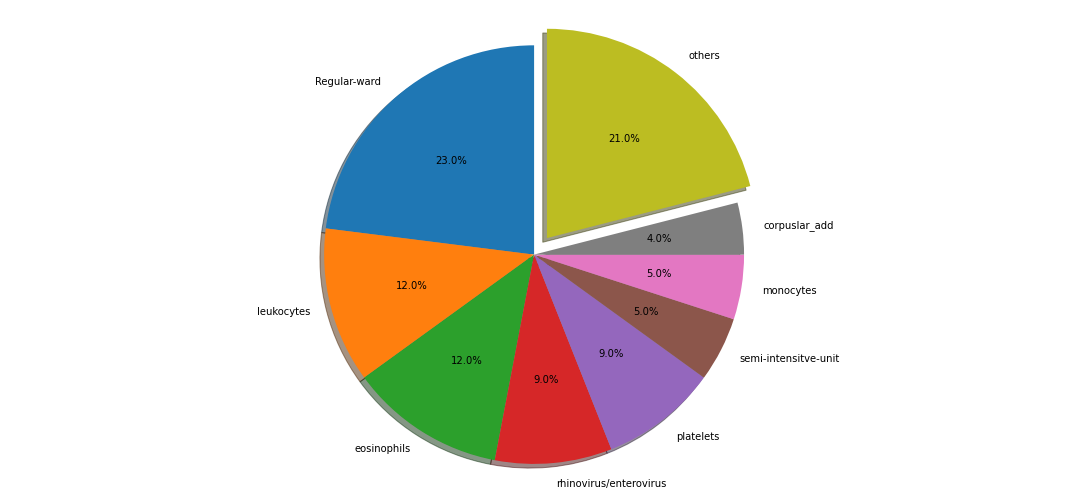 others
Regular-ward
21.0%
23.0%
corpuslar_add
4.0%
5.0%
leukocytes
12.0%
monocytes
5.0%
semi-intensitve-unit
12.0%
9.0%
9.0%
platelets
eosinophils
rhinovirus/enterovirus